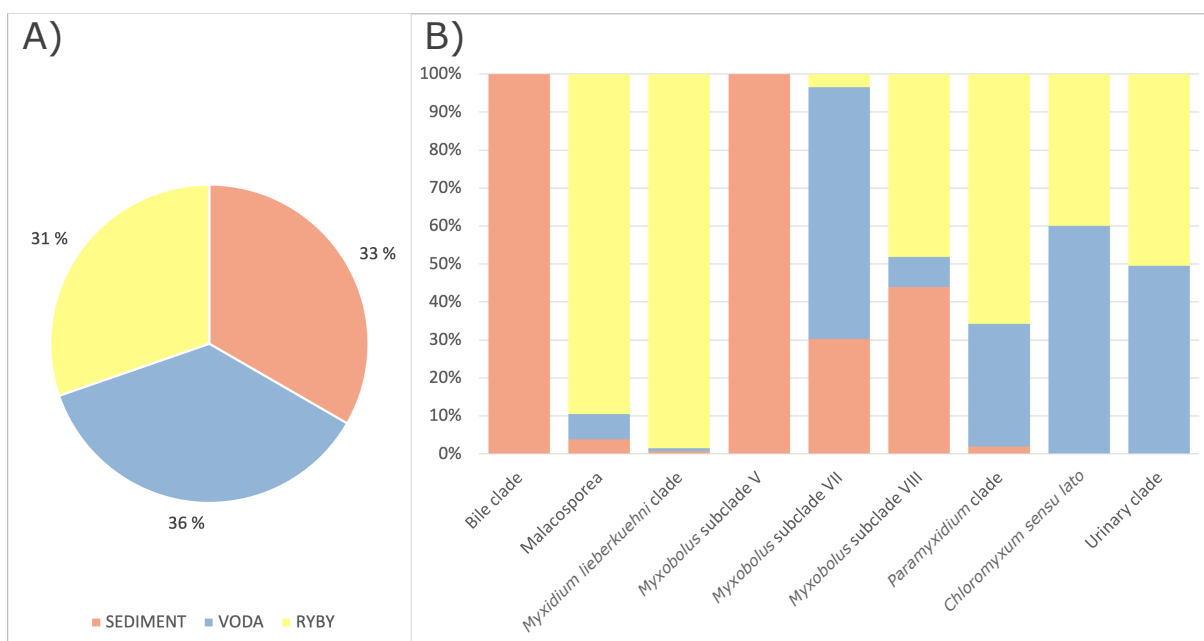 A)
31 %
33 %
36 %
SEDIMENT VODA RYBY
B)
100%
90%
80%
70%
60%
50%
40%
30%
20%
10%
0%
Bile clade
Malacosporea
Myxidium lieberkuehni clade
Myxobolus subclade V
Myxobolus subclade VII
Myxobolus subclade VIII
Paramyxidium clade
Chloromyxum sensu lato
Urinary clade